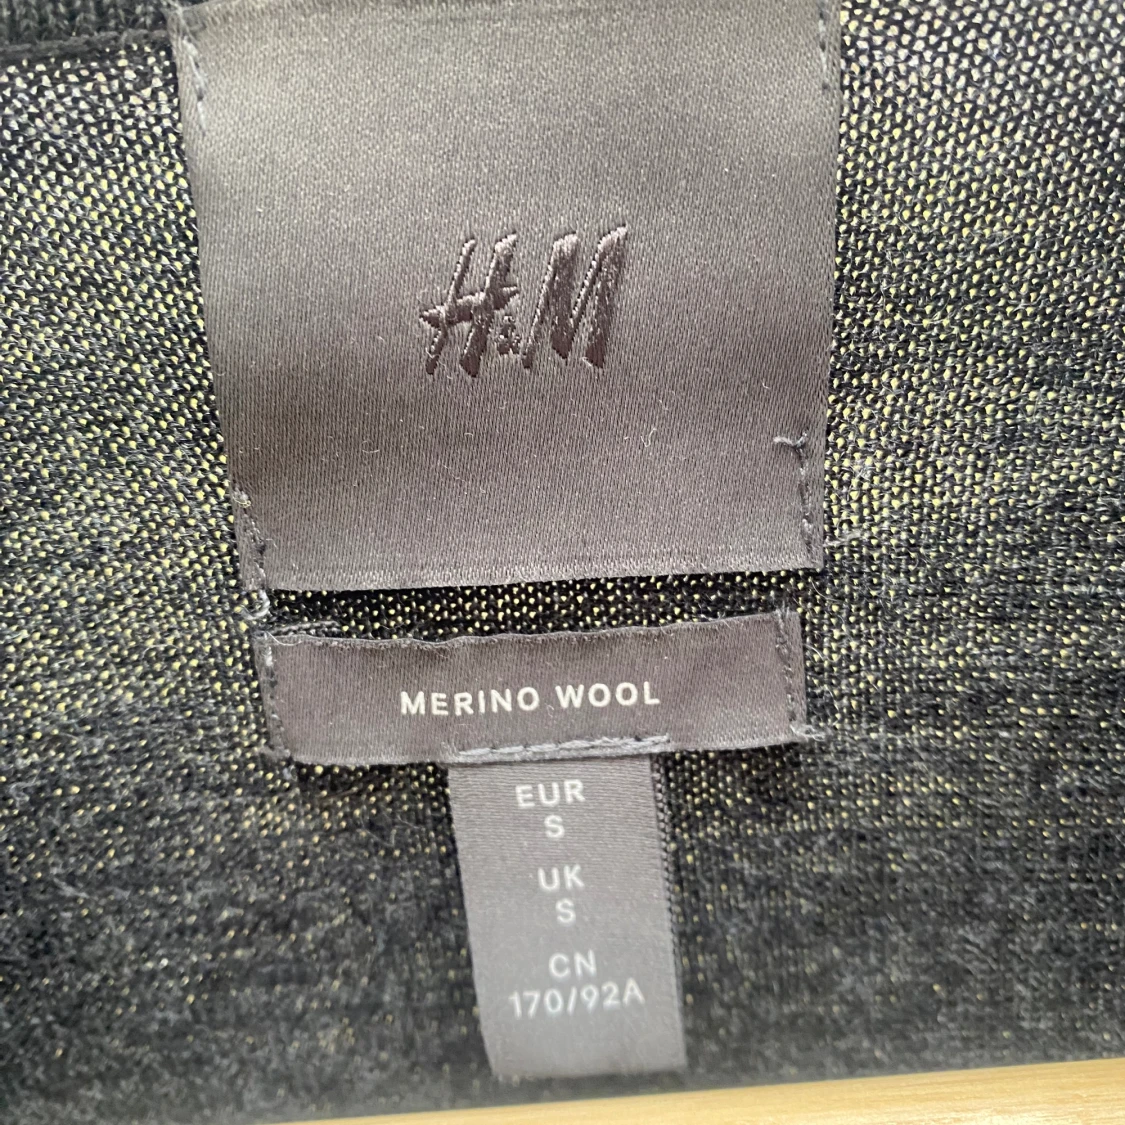 H&M
MERINO WOOL
EUR
S
UK
S
CN
170/92A